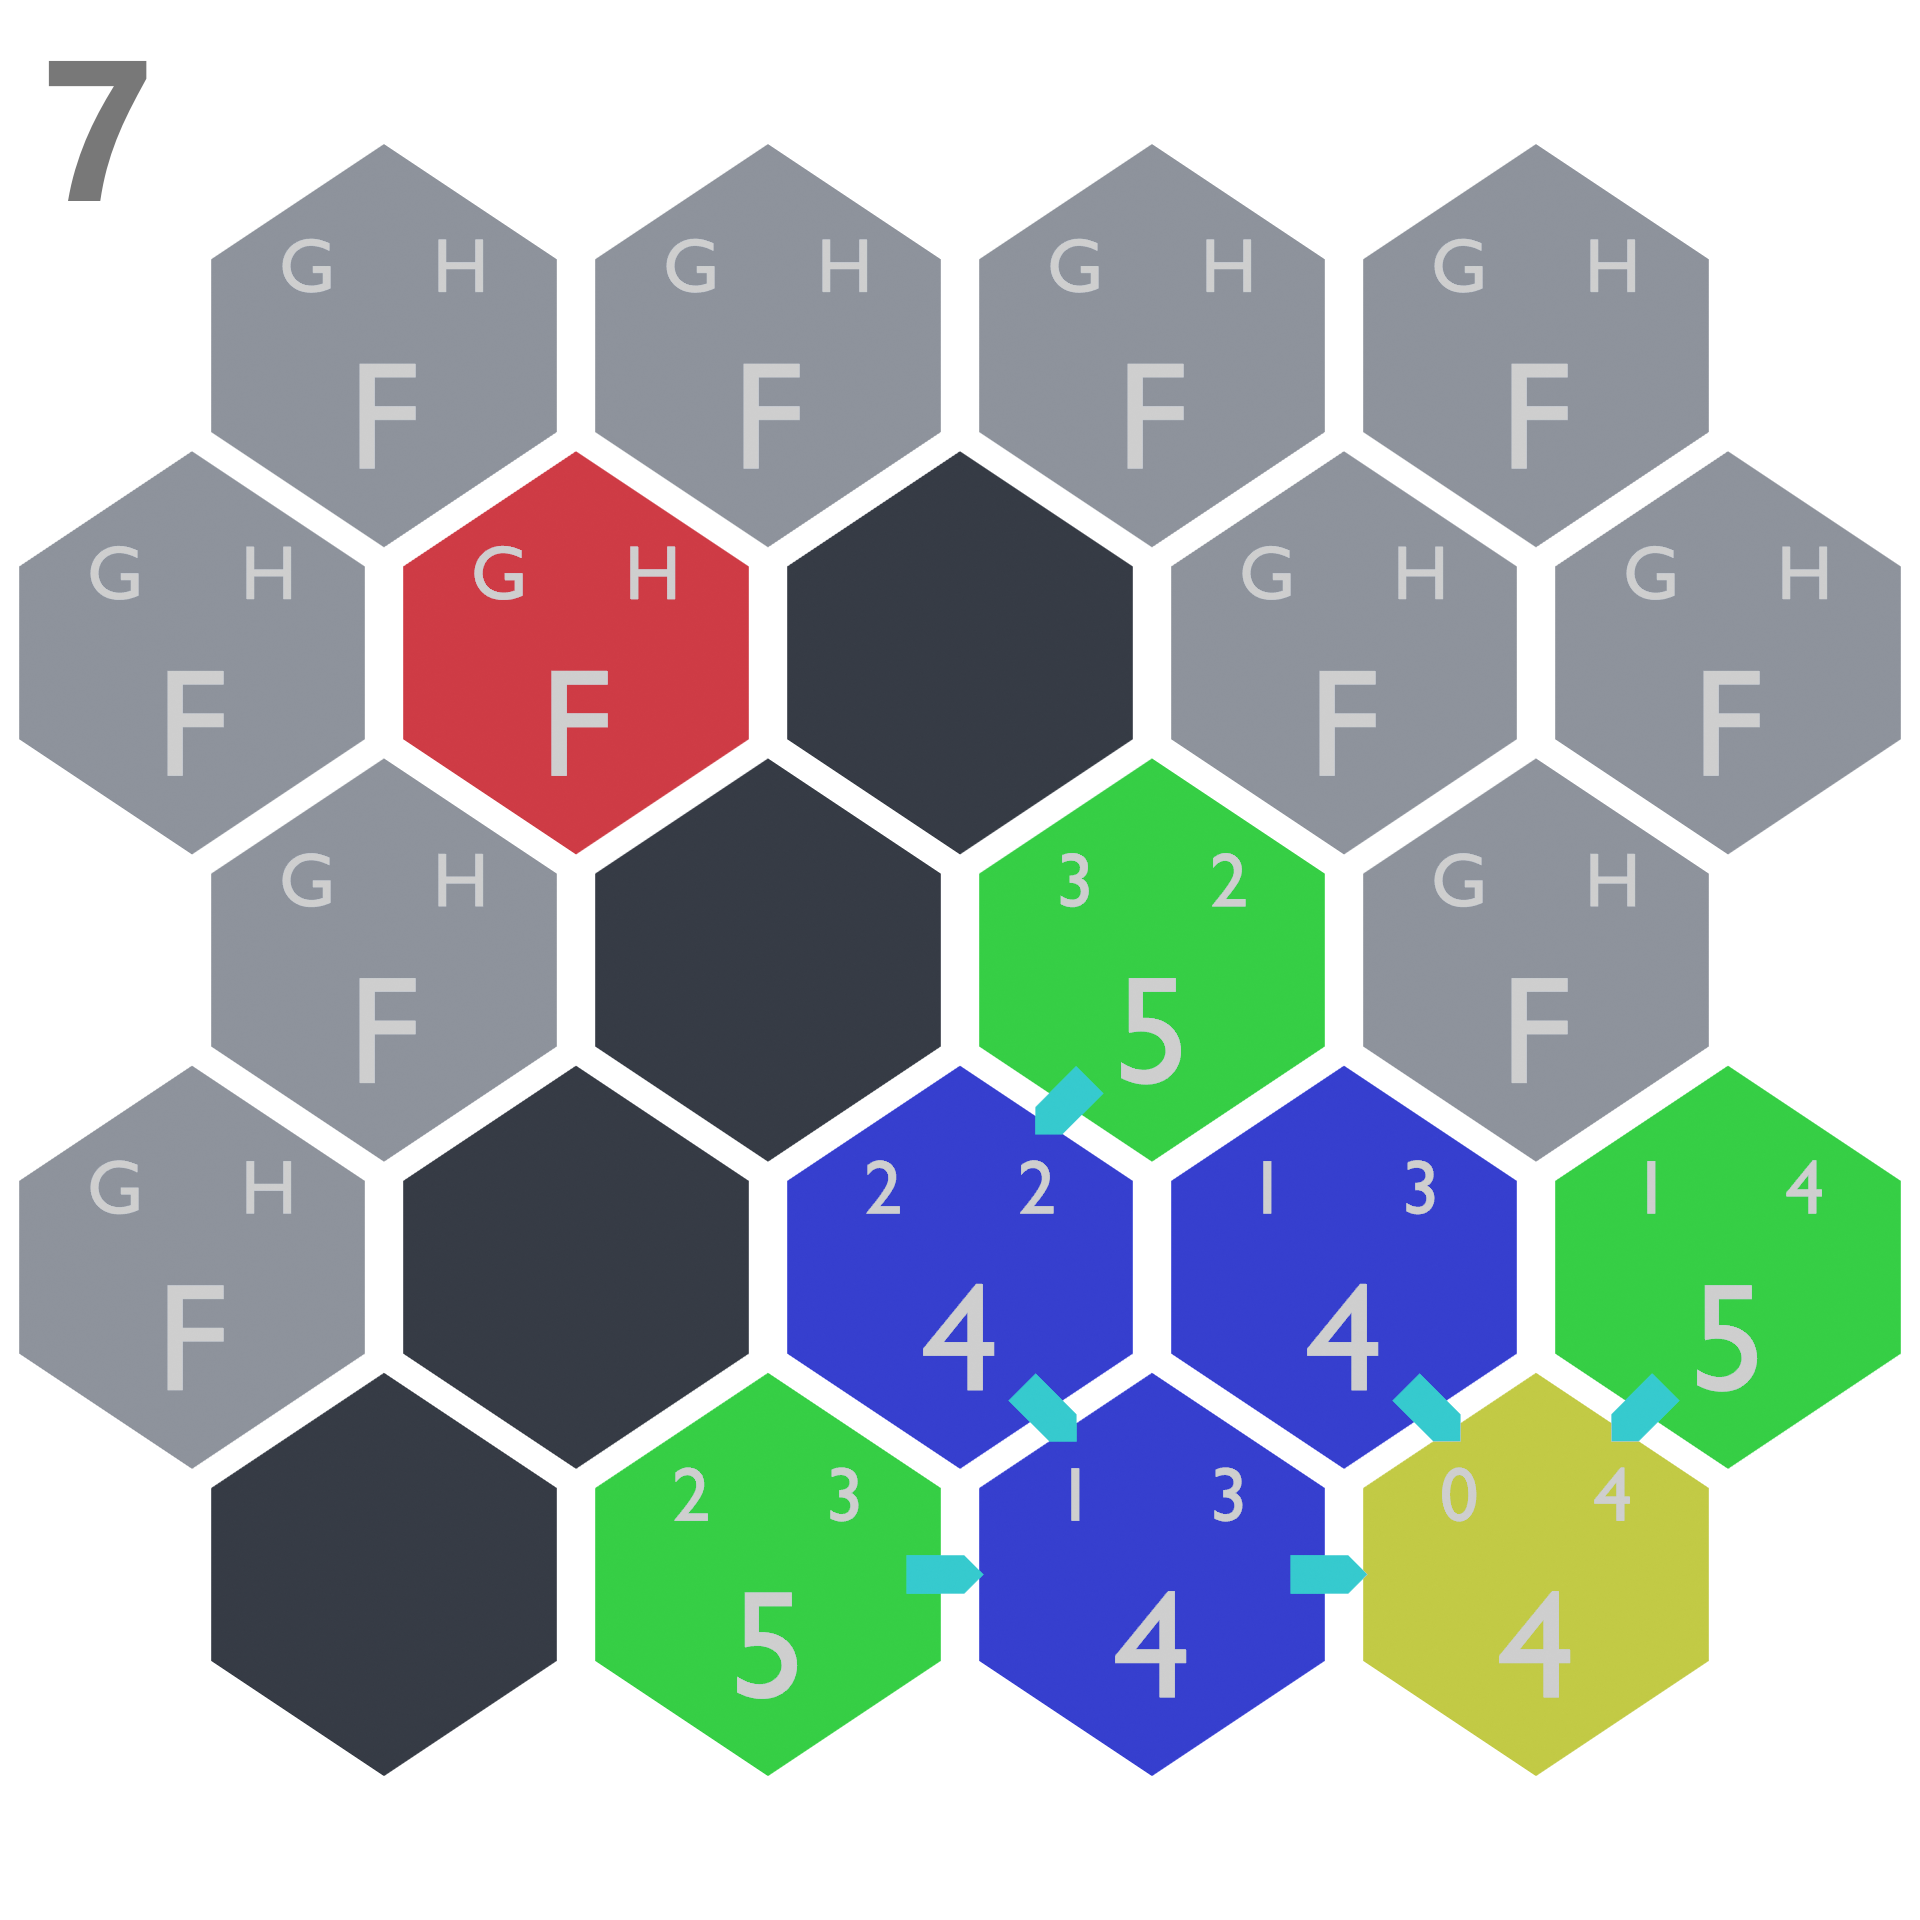 7
G H G H G H G H
F F F F
G H G H G H G H
F F F F
G H 3 2 G H
F 5 F
G H 2 2 1 3 1 4
F 4 4 5
2 3 1 3 0 4
5 4 4